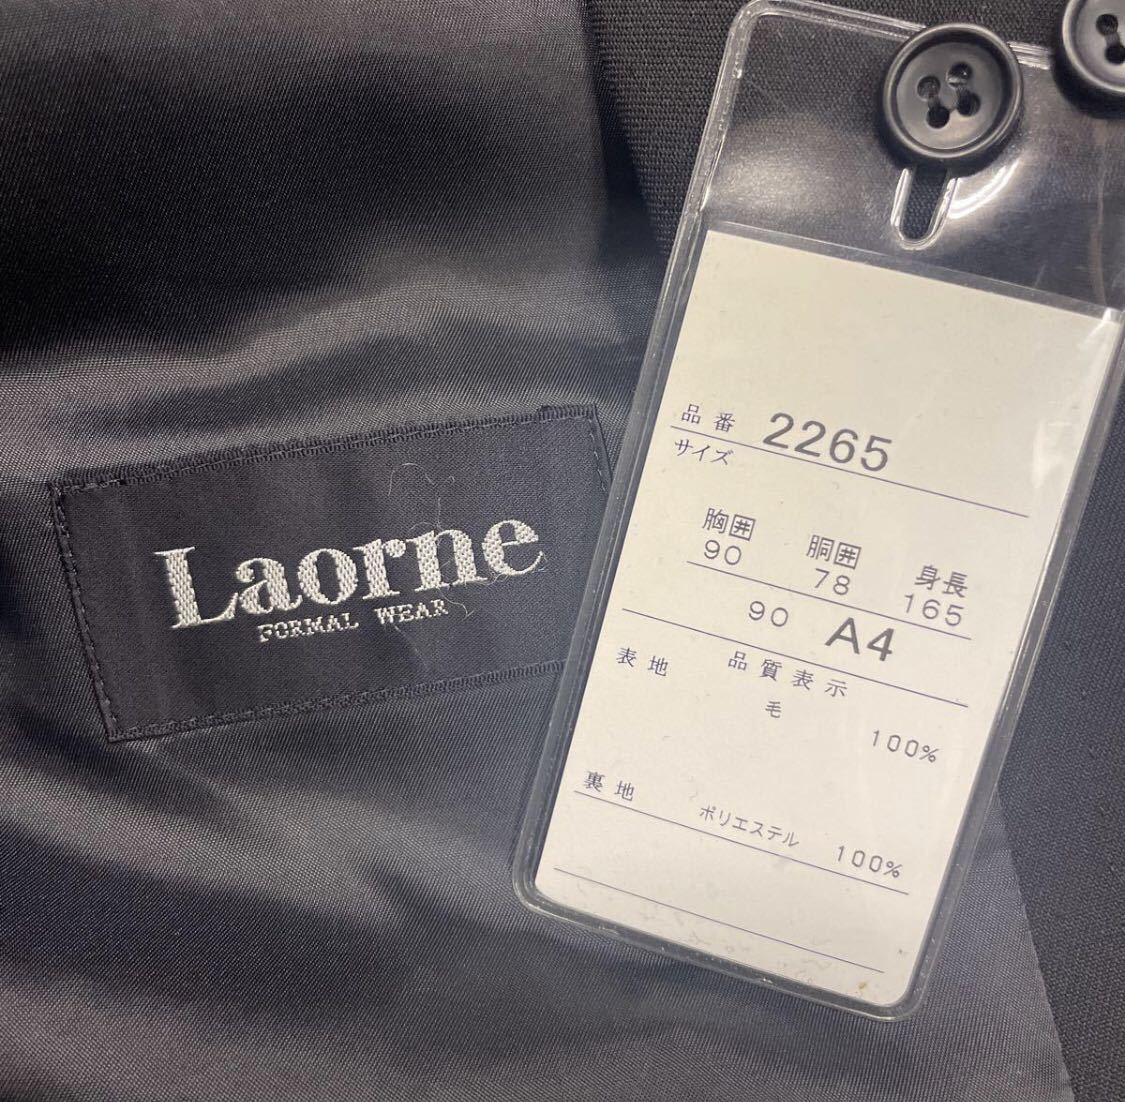 Laorne
FORMAL WEAR
品番 2265
サイズ
胸囲 胴囲 身長
90 78 165
90 A4
品質表示
表地
毛 100%
裏地
ポリエステル 100%